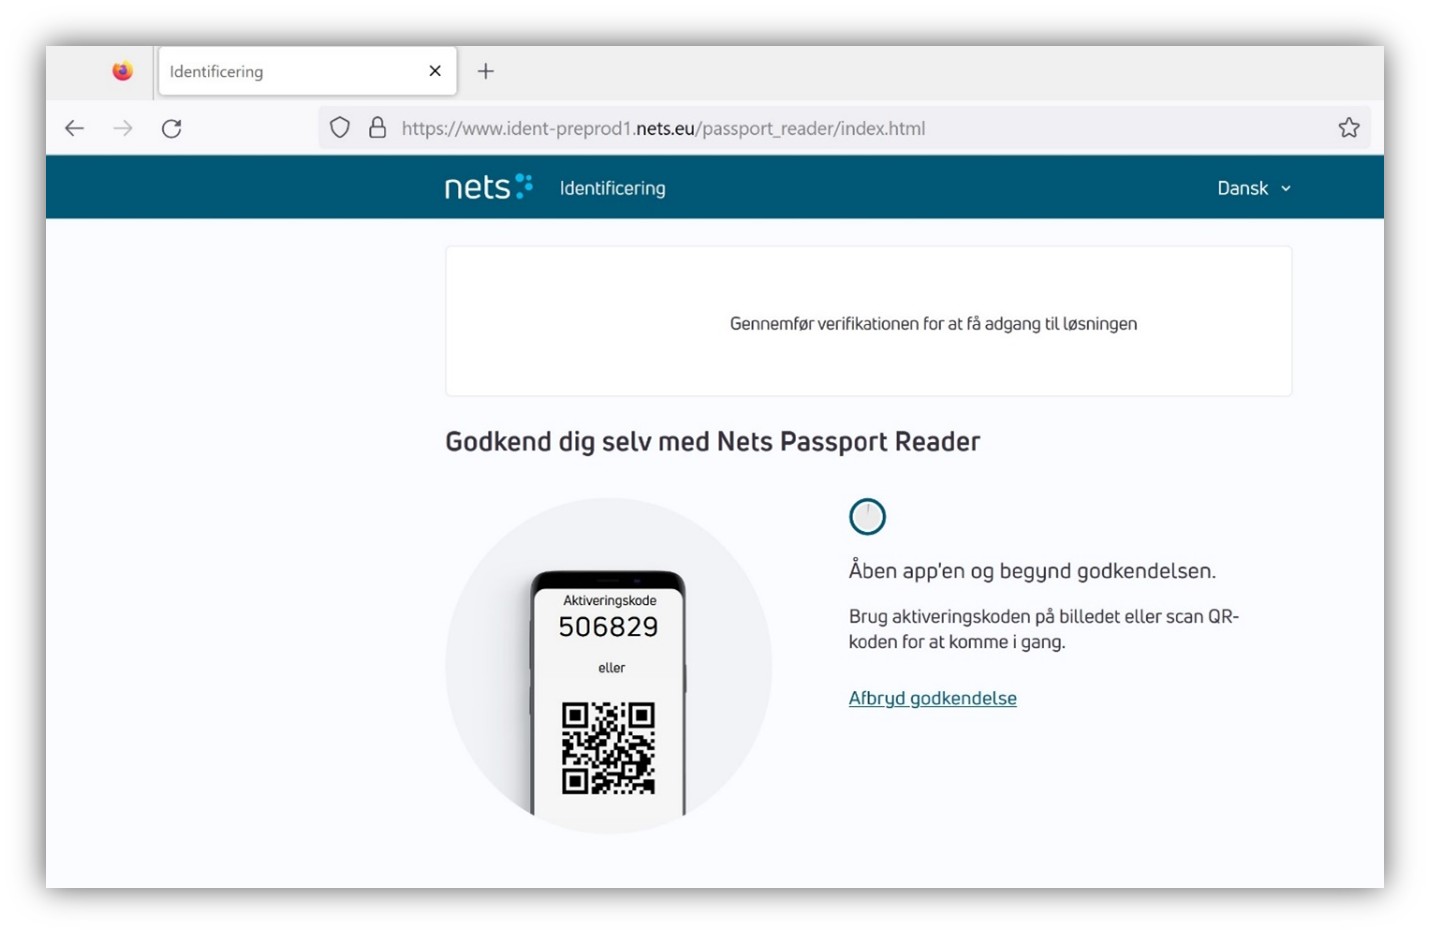 Identificering
https://www.ident-preprod1.nets.eu/passport_reader/index.html
nets Identificering Dansk
Gennemfør verifikationen for at få adgang til løsningen
Godkend dig selv med Nets Passport Reader
Aktiveringskode
506829
eller
Åben app'en og begynd godkendelsen.
Brug aktiveringskoden på billedet eller scan QR-
koden for at komme i gang.
Afbryd godkendelse